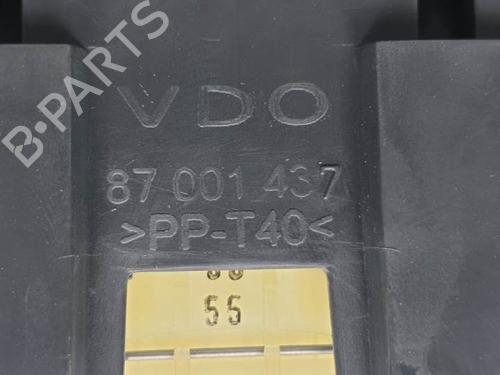 B-PARTS
VDO
87 001 437
>PP-T40<
55